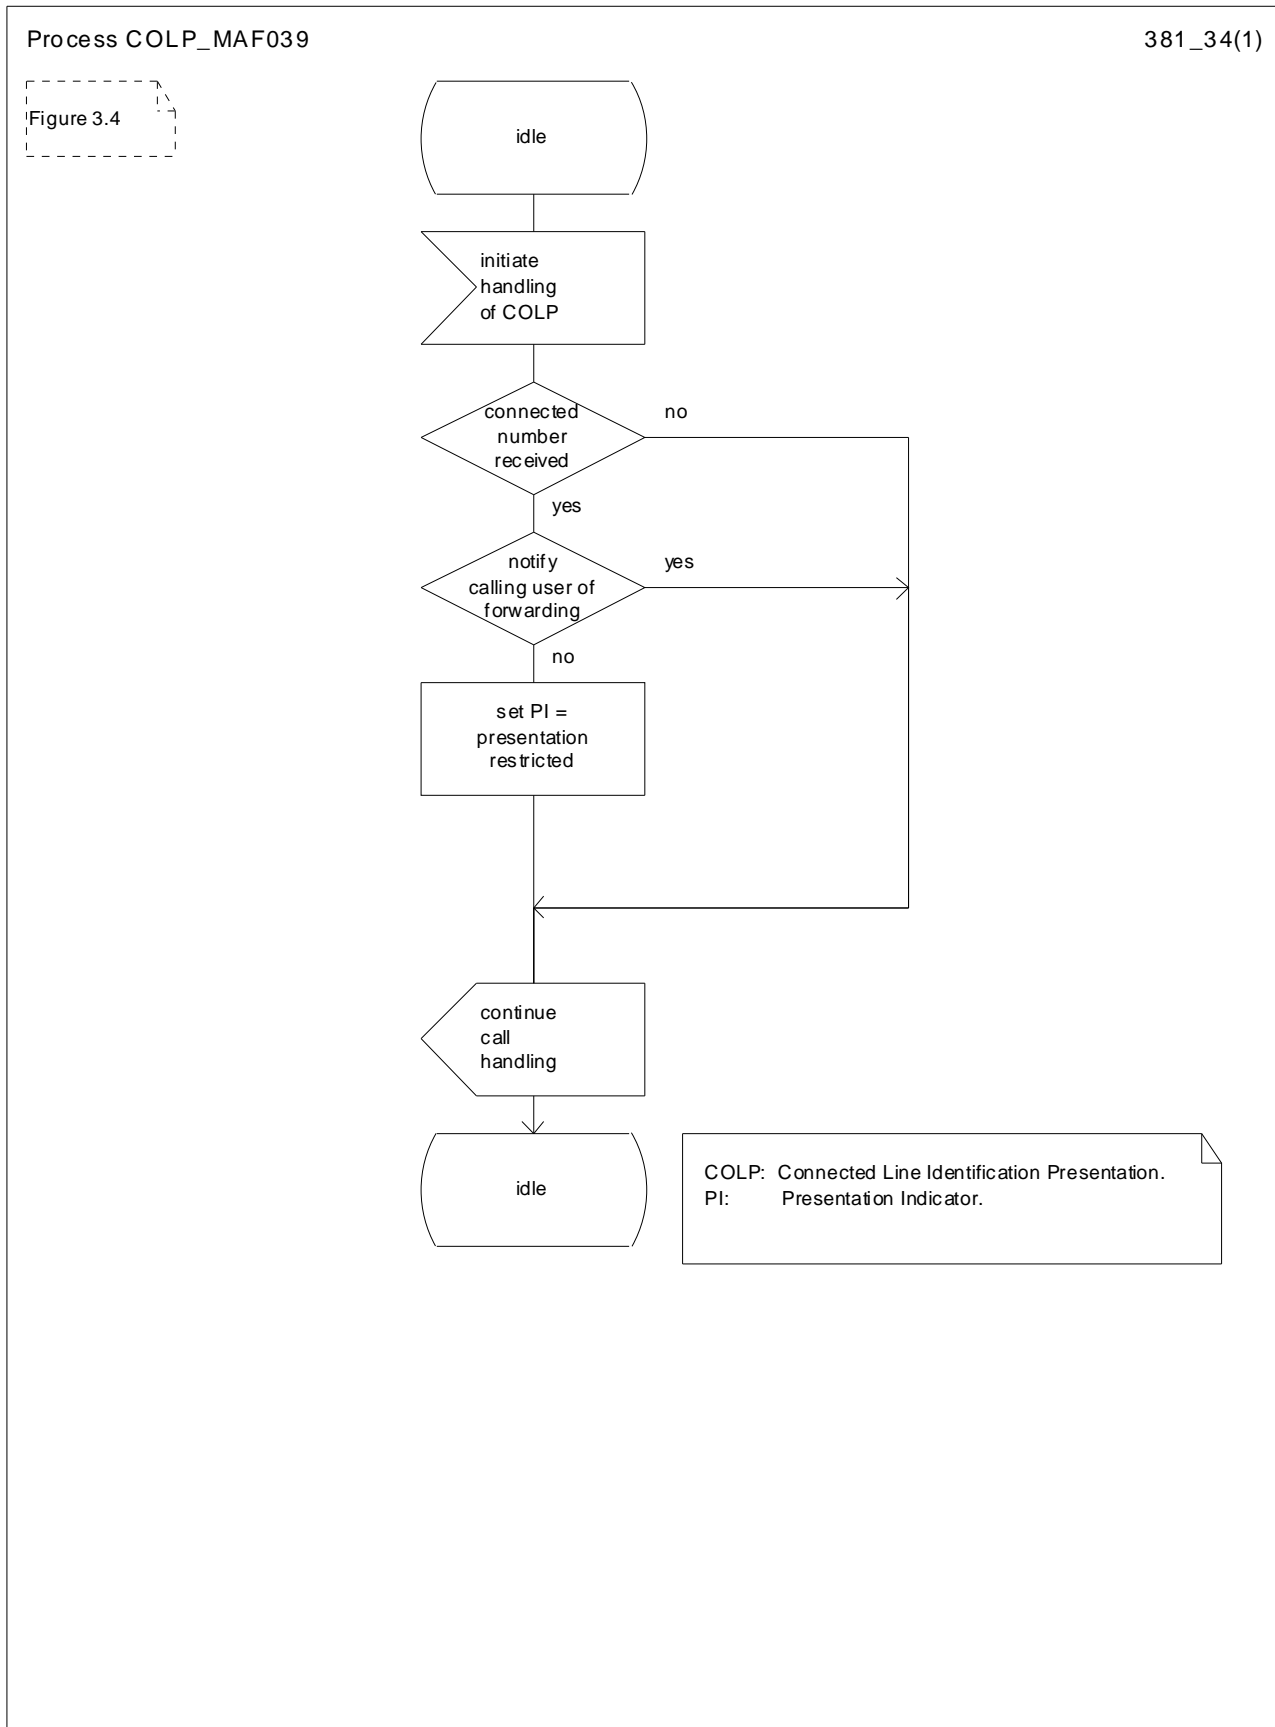 Process COLP_MAF039
381_34(1)
Figure 3.4
idle
initiate
handling
of COLP
connected
number
received
no
yes
notify
calling user of
forwarding
yes
no
set PI =
presentation
restricted
continue
call
handling
idle
COLP: Connected Line Identification Presentation.
PI: Presentation Indicator.